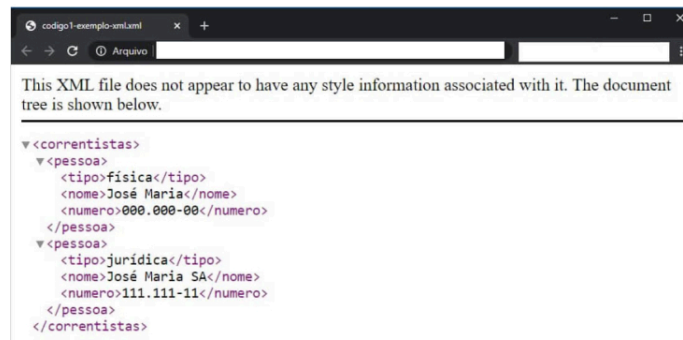 codigo1-exemplo-xml.xml
Arquivo
This XML file does not appear to have any style information associated with it. The document
tree is shown below.
<correntistas>
<pessoa>
<tipo>física</tipo>
<nome>José Maria</nome>
<numero>000.000-00</numero>
</pessoa>
<pessoa>
<tipo>jurídica</tipo>
<nome>José Maria SA</nome>
<numero>111.111-11</numero>
</pessoa>
</correntistas>